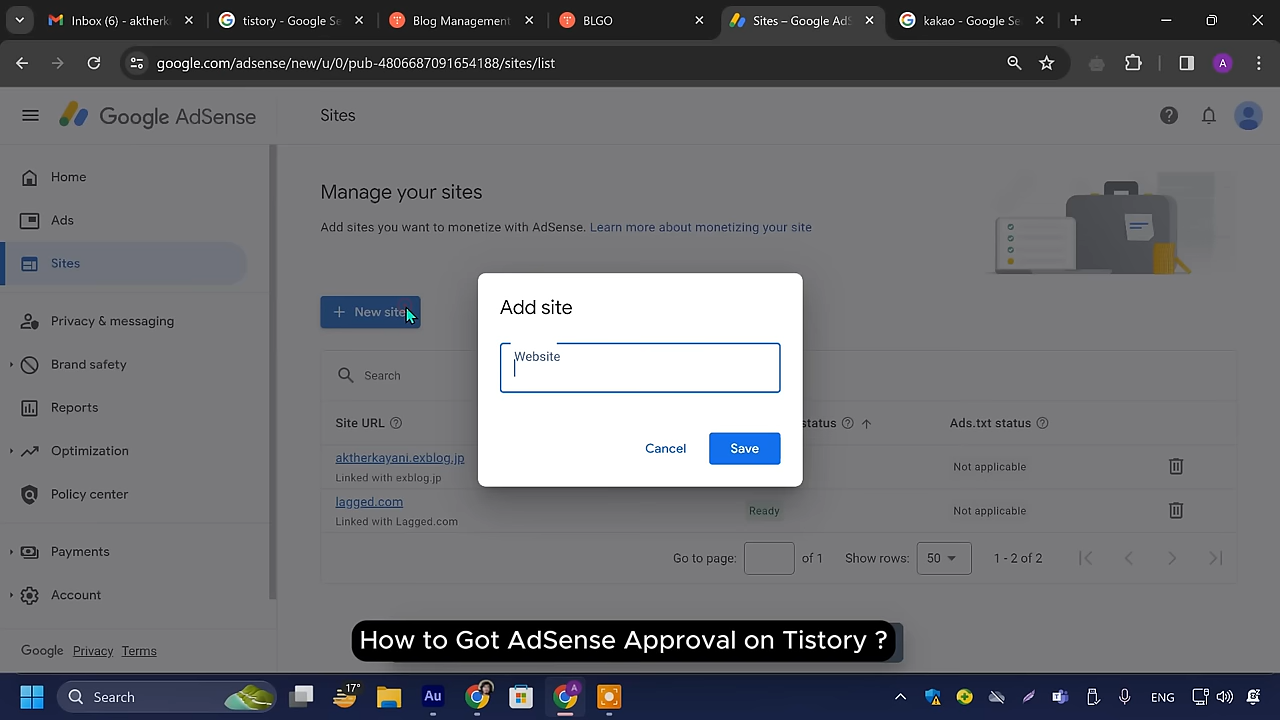 Inbox (6) - aktherk
tistory - Google Se
Blog Management
BLGO
Sites – Google AdS
kakao - Google Se
google.com/adsense/new/u/0/pub-4806687091654188/sites/list
A
Google AdSense
Sites
Home
Ads
Sites
Privacy & messaging
Brand safety
Reports
Optimization
Policy center
Payments
Account
Google Privacy Terms
Manage your sites
Add sites you want to monetize with AdSense. Learn more about monetizing your site
+ New site
Add site
Website
Cancel
Save
Search
Site URL
status
Ads.txt status
aktherkayani.exblog.jp
Linked with exblog.jp
Not applicable
lagged.com
Linked with Lagged.com
Ready
Not applicable
Go to page:
of 1
Show rows:
50
1 - 2 of 2
How to Got AdSense Approval on Tistory ?
Search
17°
Au
A
ENG